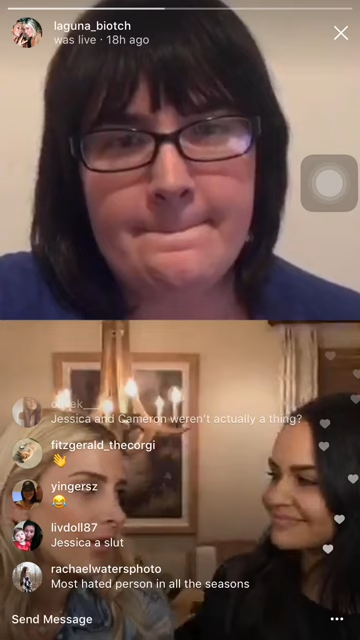 laguna_biotch
was live · 18h ago
Jessica and Cameron weren't actually a thing?
fitzgerald_thecorgi
👋
yingersz
😂
livdoll87
Jessica a slut
rachaelwatersphoto
Most hated person in all the seasons
Send Message